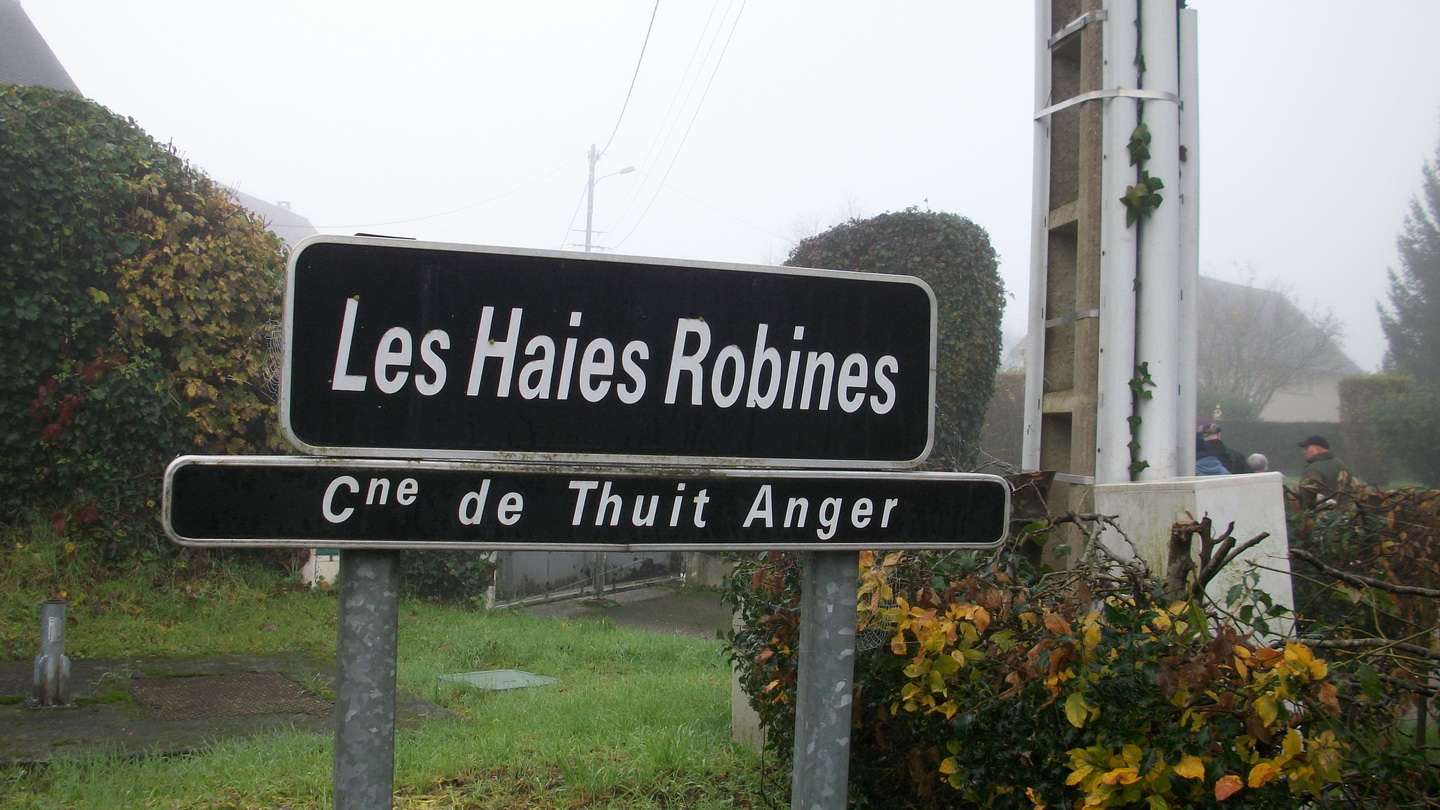 Les Haies Robines
Cne de Thuit Anger